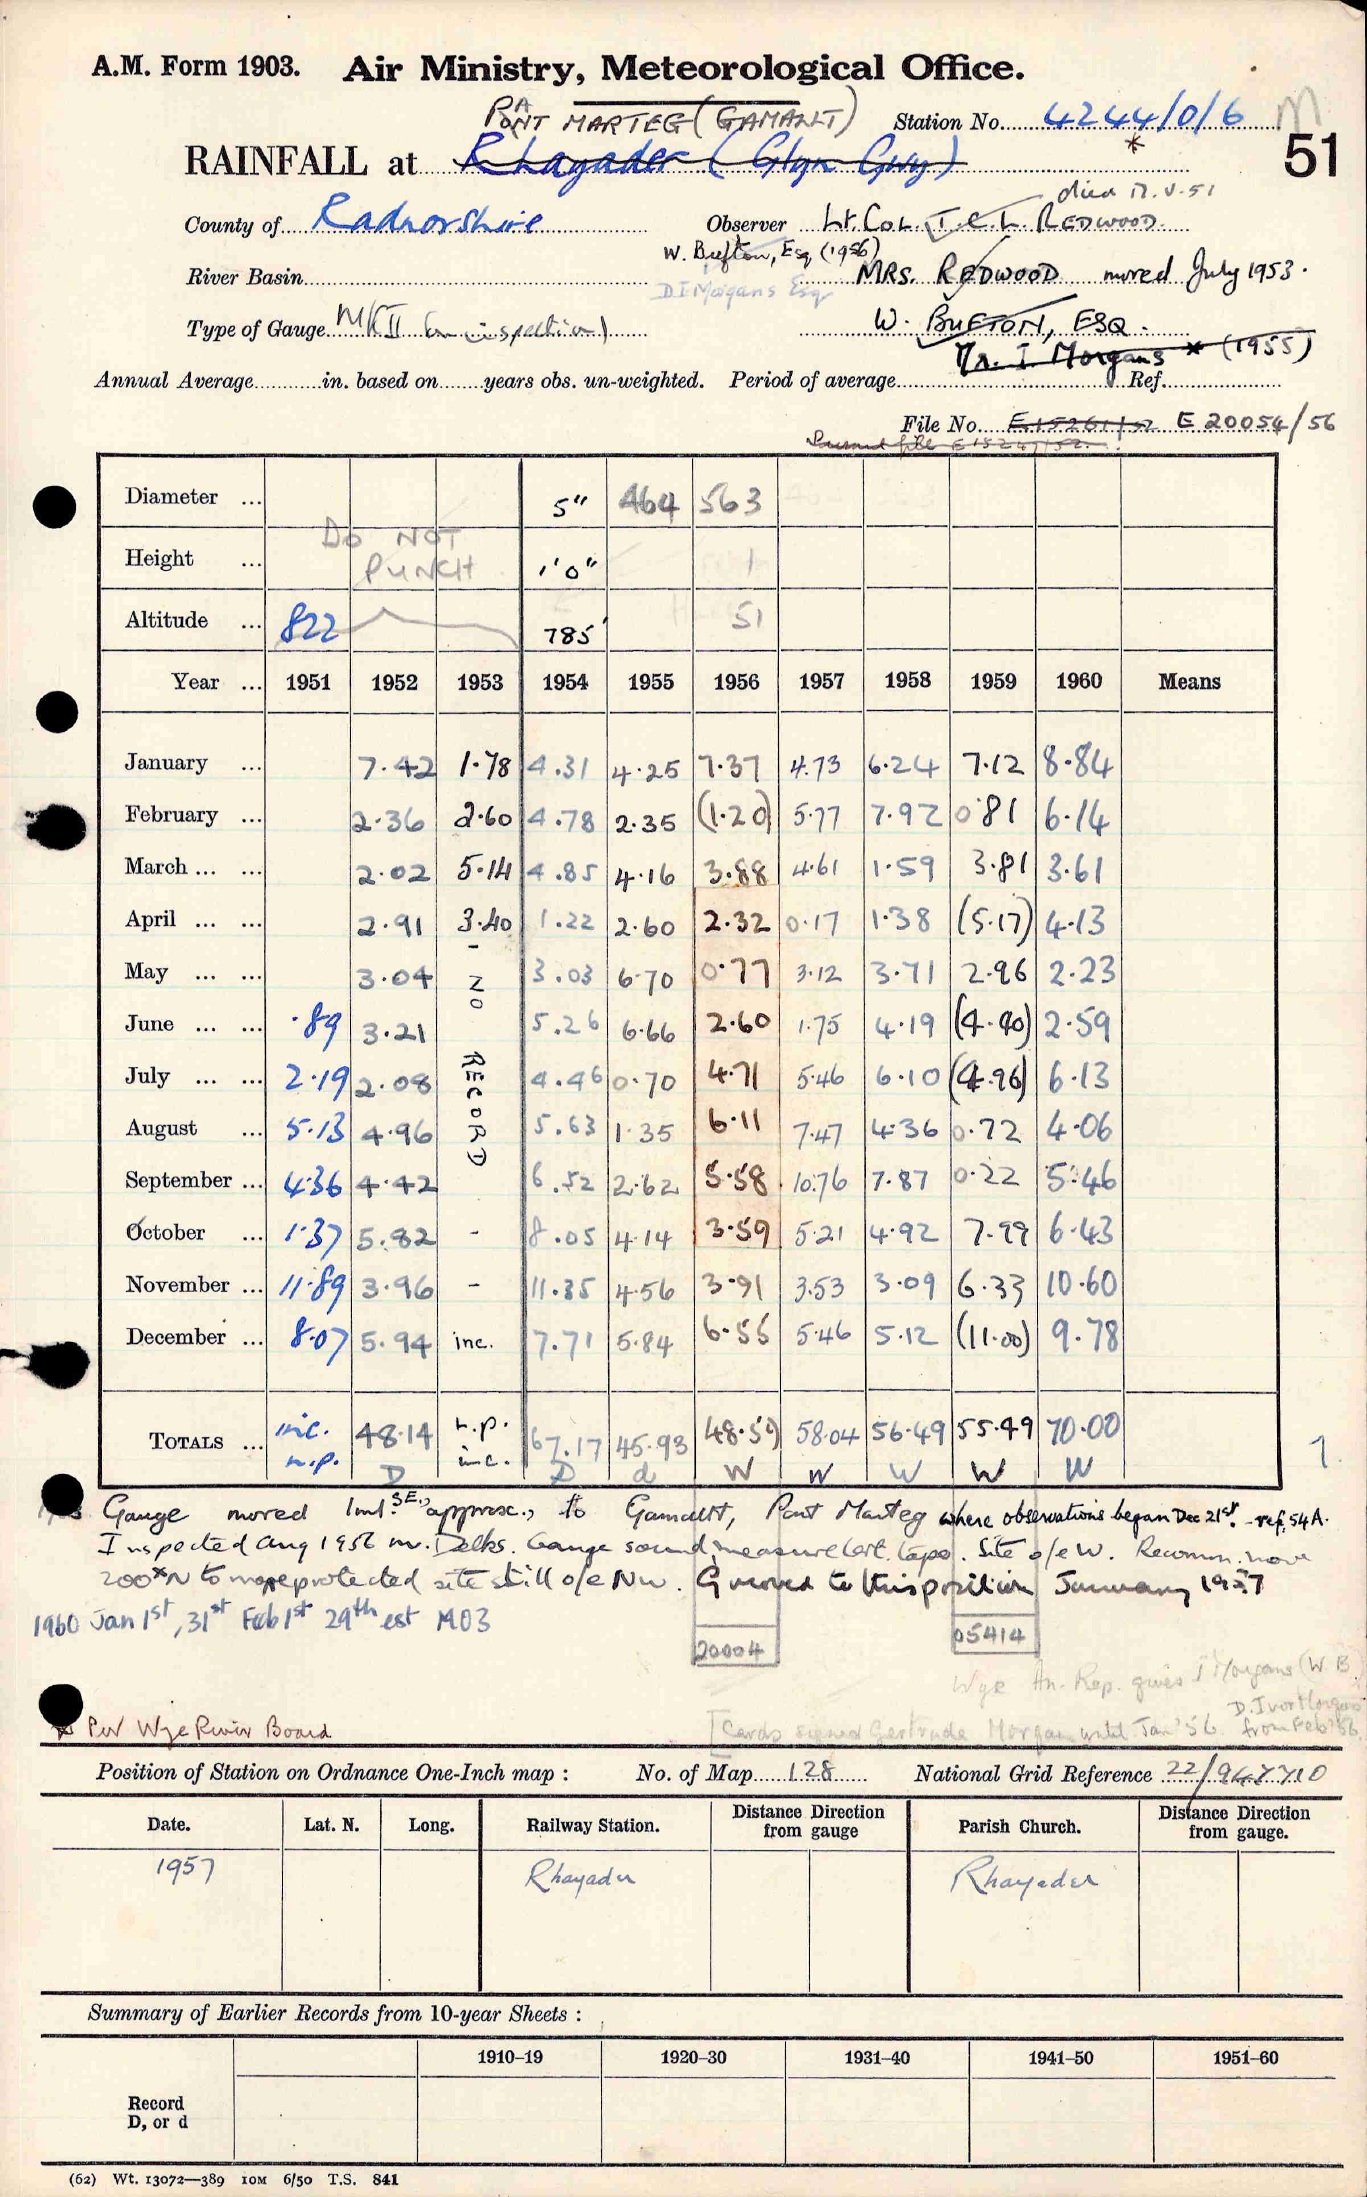 A.M. Form 1903. Air Ministry, Meteorological Office.
PANT MARTEG (GAMALLT) Station No. 4244/0/6 M
RAINFALL at Rhayader (Glyn Gwy) * 51
died 17.V.51
County of Radnorshire Observer Lt. Col. I.C.L. REDWOOD
W. Bufton, Esq (1956)
River Basin MRS. REDWOOD moved July 1953.
D I Morgans Esq
Type of Gauge MK II (on inspection) W. BUFTON, ESQ.
Mr. I Morgans * (1955)
Annual Average in. based on years obs. un-weighted. Period of average Ref.
File No. E 15261/52 E 20054/56
Diameter ... 5" 464 563
DO NOT PUNCH
Height ... 1'0" 1
Altitude ... 822 785' 51
Year ... 1951 1952 1953 1954 1955 1956 1957 1958 1959 1960 Means
January ... 7.42 1.78 4.31 4.25 7.37 4.73 6.24 7.12 8.84
February ... 2.36 2.60 4.78 2.35 (1.20) 5.77 7.92 0.81 6.14
March ... ... 2.02 5.14 4.85 4.16 3.88 4.61 1.59 3.81 3.61
April ... ... 2.91 3.40 1.22 2.60 2.32 0.17 1.38 (5.17) 4.13
May ... ... 3.04 - NO RECORD 3.03 6.70 0.77 3.12 3.71 2.96 2.23
June ... ... .89 3.21 5.26 6.66 2.60 1.75 4.19 (4.40) 2.59
July ... ... 2.19 2.08 4.46 0.70 4.71 5.46 6.10 (4.96) 6.13
August ... 5.13 4.96 5.63 1.35 6.11 7.47 4.36 0.72 4.06
September ... 4.36 4.42 6.52 2.62 5.58 10.76 7.87 0.22 5.46
October ... 1.37 5.82 - 8.05 4.14 3.59 5.21 4.92 7.99 6.43
November ... 11.89 3.96 - 11.35 4.56 3.91 3.53 3.09 6.33 10.60
December ... 8.07 5.94 inc. 7.71 5.84 6.55 5.46 5.12 (11.00) 9.78
TOTALS ... inc. n.p. 48.14 D n.p. inc. 67.17 D 45.93 d 48.59 W 58.04 W 56.49 W 55.49 W 70.00 W
1
Gauge moved 1ml. SE., approx., to Gamallt, Pant Marteg where observations began Dec 21st. - ref. 54A.
Inspected Aug 1956 Mr. Delks. Gauge sound, measure cert. tape. Site o/e W. Recomm. move
200x N to more protected site still o/e NW. G moved to this position January 1957
1960 Jan 1st, 31st Feb 1st 29th est M03
20004 05414
Wye An. Rep. gives I Morgans (W B.)
D. Ivor Morgans from Feb '56
* Per Wye River Board [Cards signed Gertrude Morgan until Jan '56.
Position of Station on Ordnance One-Inch map: No. of Map 128 National Grid Reference 22/947710
Date. Lat. N. Long. Railway Station. Distance Direction from gauge Parish Church. Distance Direction from gauge.
1957 Rhayader Rhayader
Summary of Earlier Records from 10-year Sheets:
1910–19 1920–30 1931–40 1941–50 1951–60
Record
D, or d
(62) Wt. 13072—389 10M 6/50 T.S. 841